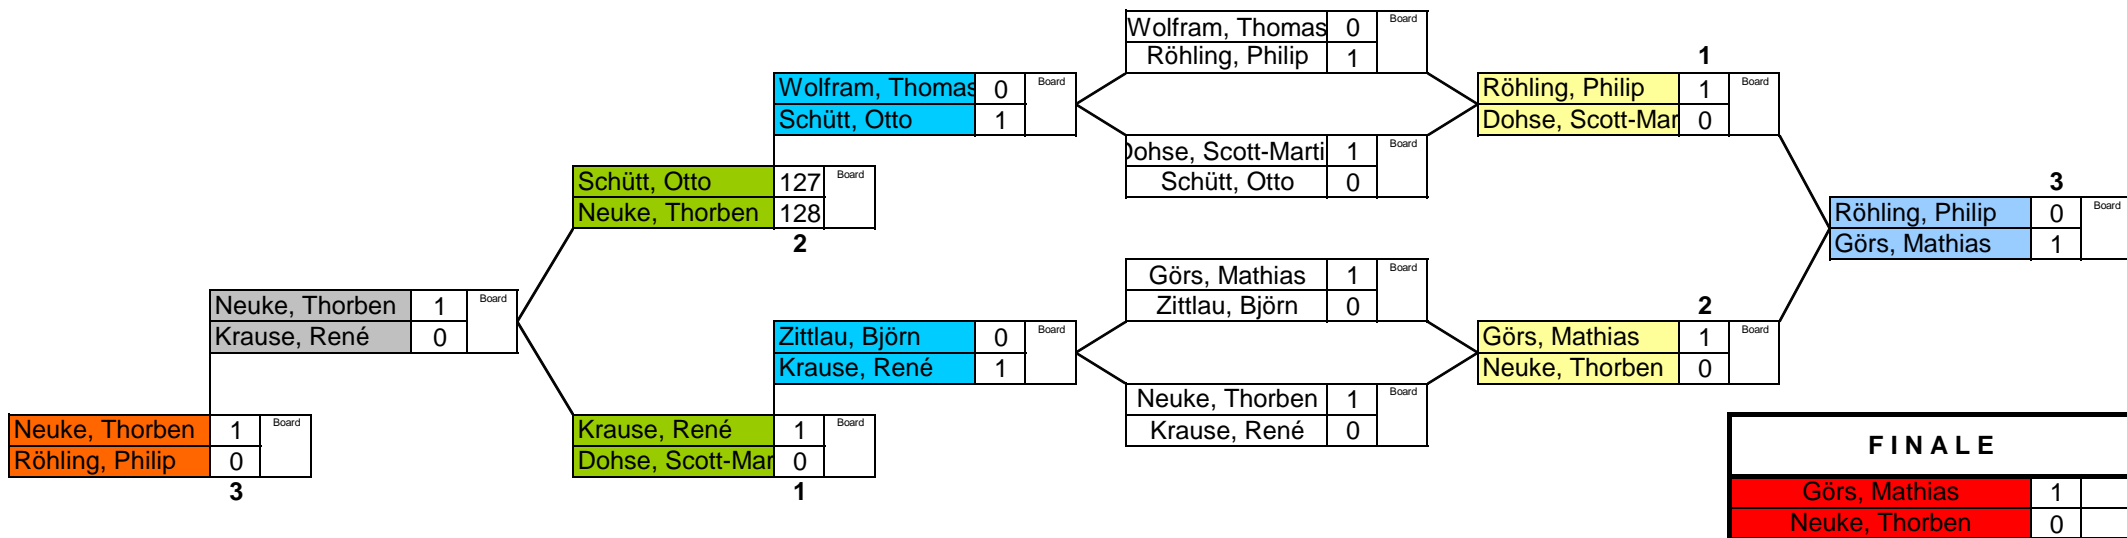 Wolfram, Thomas 0 Board
Röhling, Philip 1
1
Wolfram, Thomas 0 Board
Schütt, Otto 1
Röhling, Philip 1 Board
Dohse, Scott-Mar 0
Dohse, Scott-Marti 1 Board
Schütt, Otto 0
Schütt, Otto 127 Board
Neuke, Thorben 128
2
3
Röhling, Philip 0 Board
Görs, Mathias 1
Görs, Mathias 1 Board
Zittlau, Björn 0
Neuke, Thorben 1 Board
Krause, René 0
2
Zittlau, Björn 0 Board
Krause, René 1
Görs, Mathias 1 Board
Neuke, Thorben 0
Neuke, Thorben 1 Board
Krause, René 0
Neuke, Thorben 1 Board
Röhling, Philip 0
3
Krause, René 1 Board
Dohse, Scott-Mar 0
1
FINALE
Görs, Mathias 1
Neuke, Thorben 0